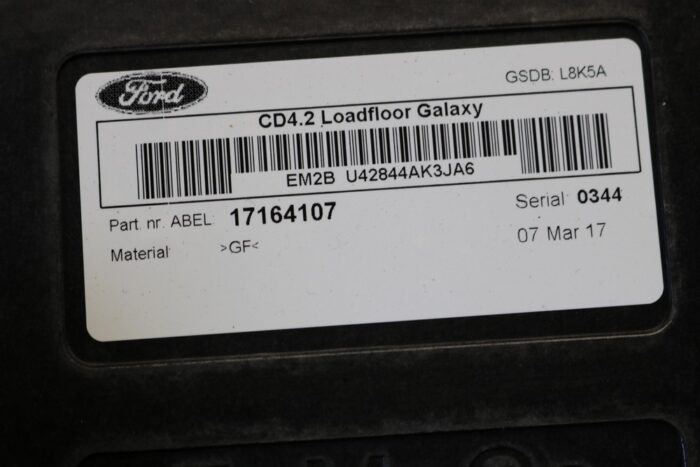 Ford
GSDB: L8K5A
CD4.2 Loadfloor Galaxy
EM2B U42844AK3JA6
Part. nr. ABEL: 17164107
Serial 0344
Material >GF<
07 Mar 17